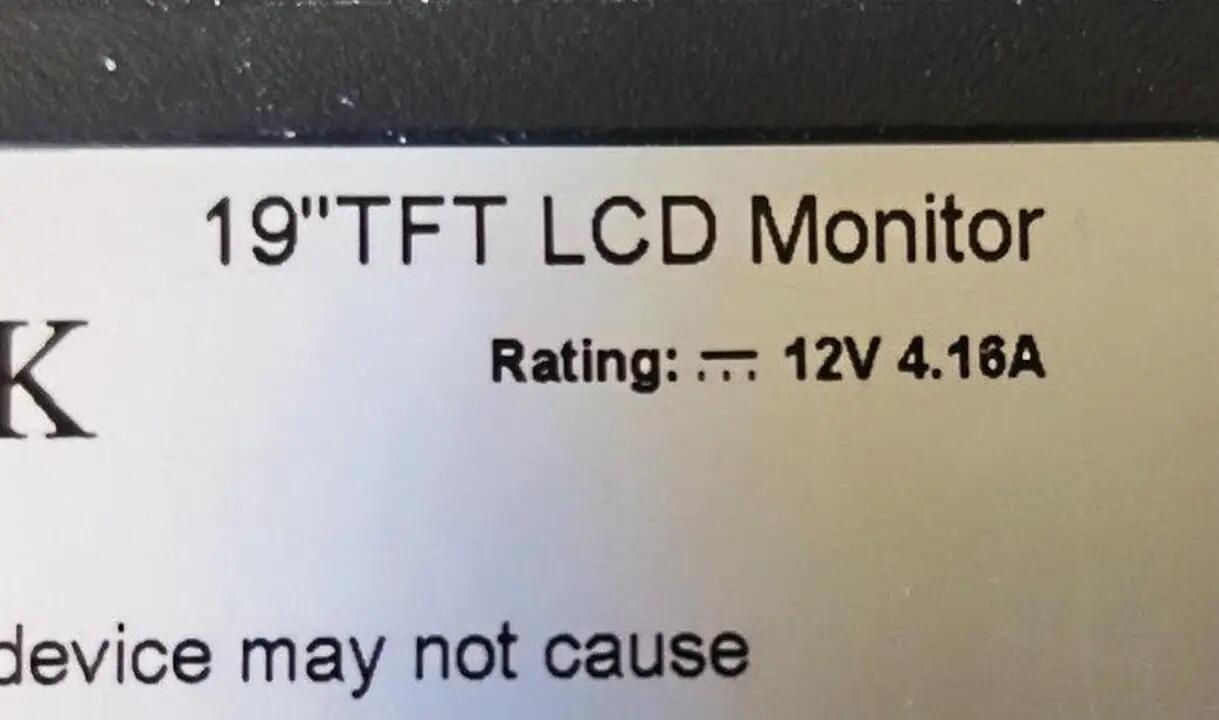 19"TFT LCD Monitor
K
Rating: ⎓ 12V 4.16A
device may not cause